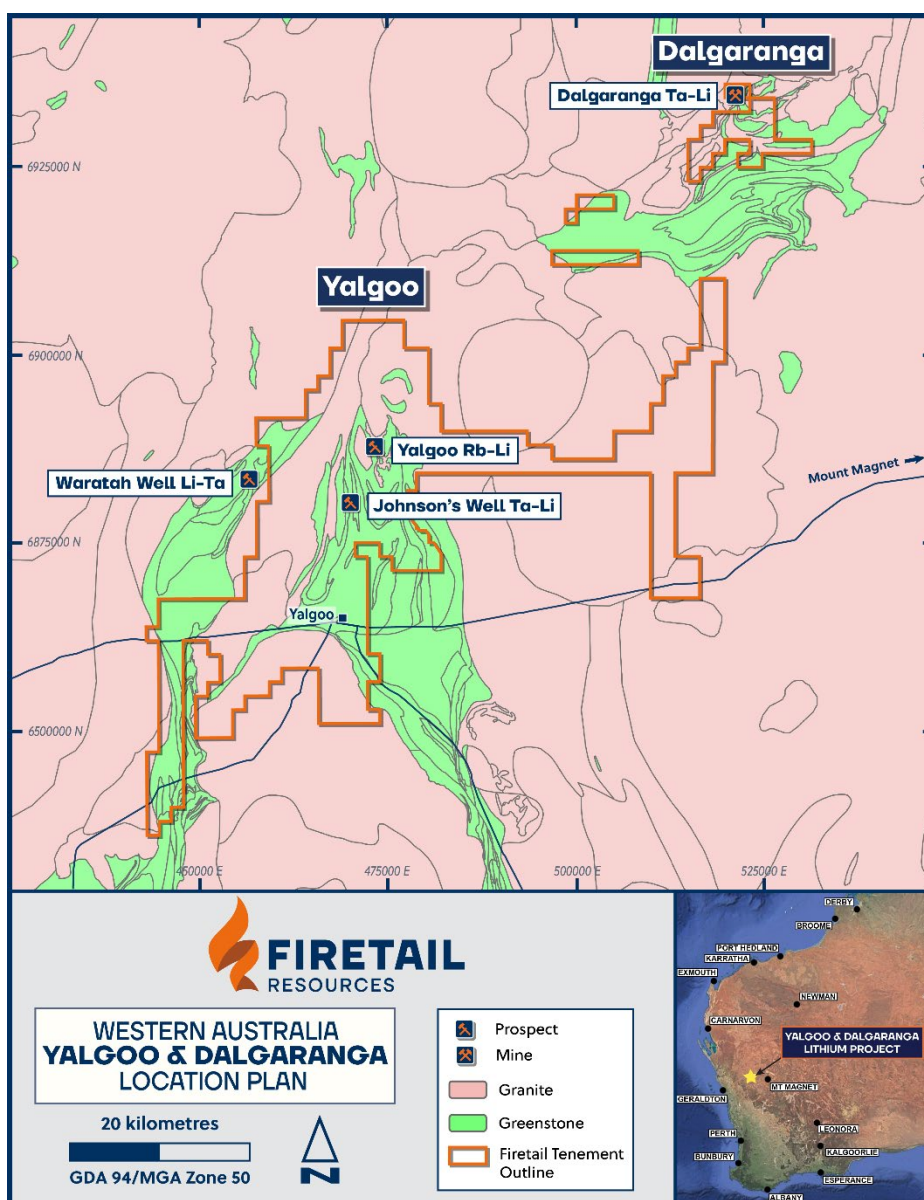 Dalgaranga
Dalgaranga Ta-Li
6925000 N
Yalgoo
6900000 N
Yalgoo Rb-Li
Waratah Well Li-Ta
Mount Magnet
Johnson's Well Ta-Li
6875000 N
Yalgoo
6500000 N
450000 E
475000 E
500000 E
525000 E
FIRETAIL
RESOURCES
WESTERN AUSTRALIA
YALGOO & DALGARANGA
LOCATION PLAN
20 kilometres
GDA 94/MGA Zone 50
N
Prospect
Mine
Granite
Greenstone
Firetail Tenement
Outline
DERBY
BROOME
PORT HEDLAND
KARRATHA
EXMOUTH
NEWMAN
CARNARVON
YALGOO & DALGARANGA
LITHIUM PROJECT
MT MAGNET
GERALDTON
LEONORA
PERTH
KALGOORLIE
BUNBURY
ESPERANCE
ALBANY